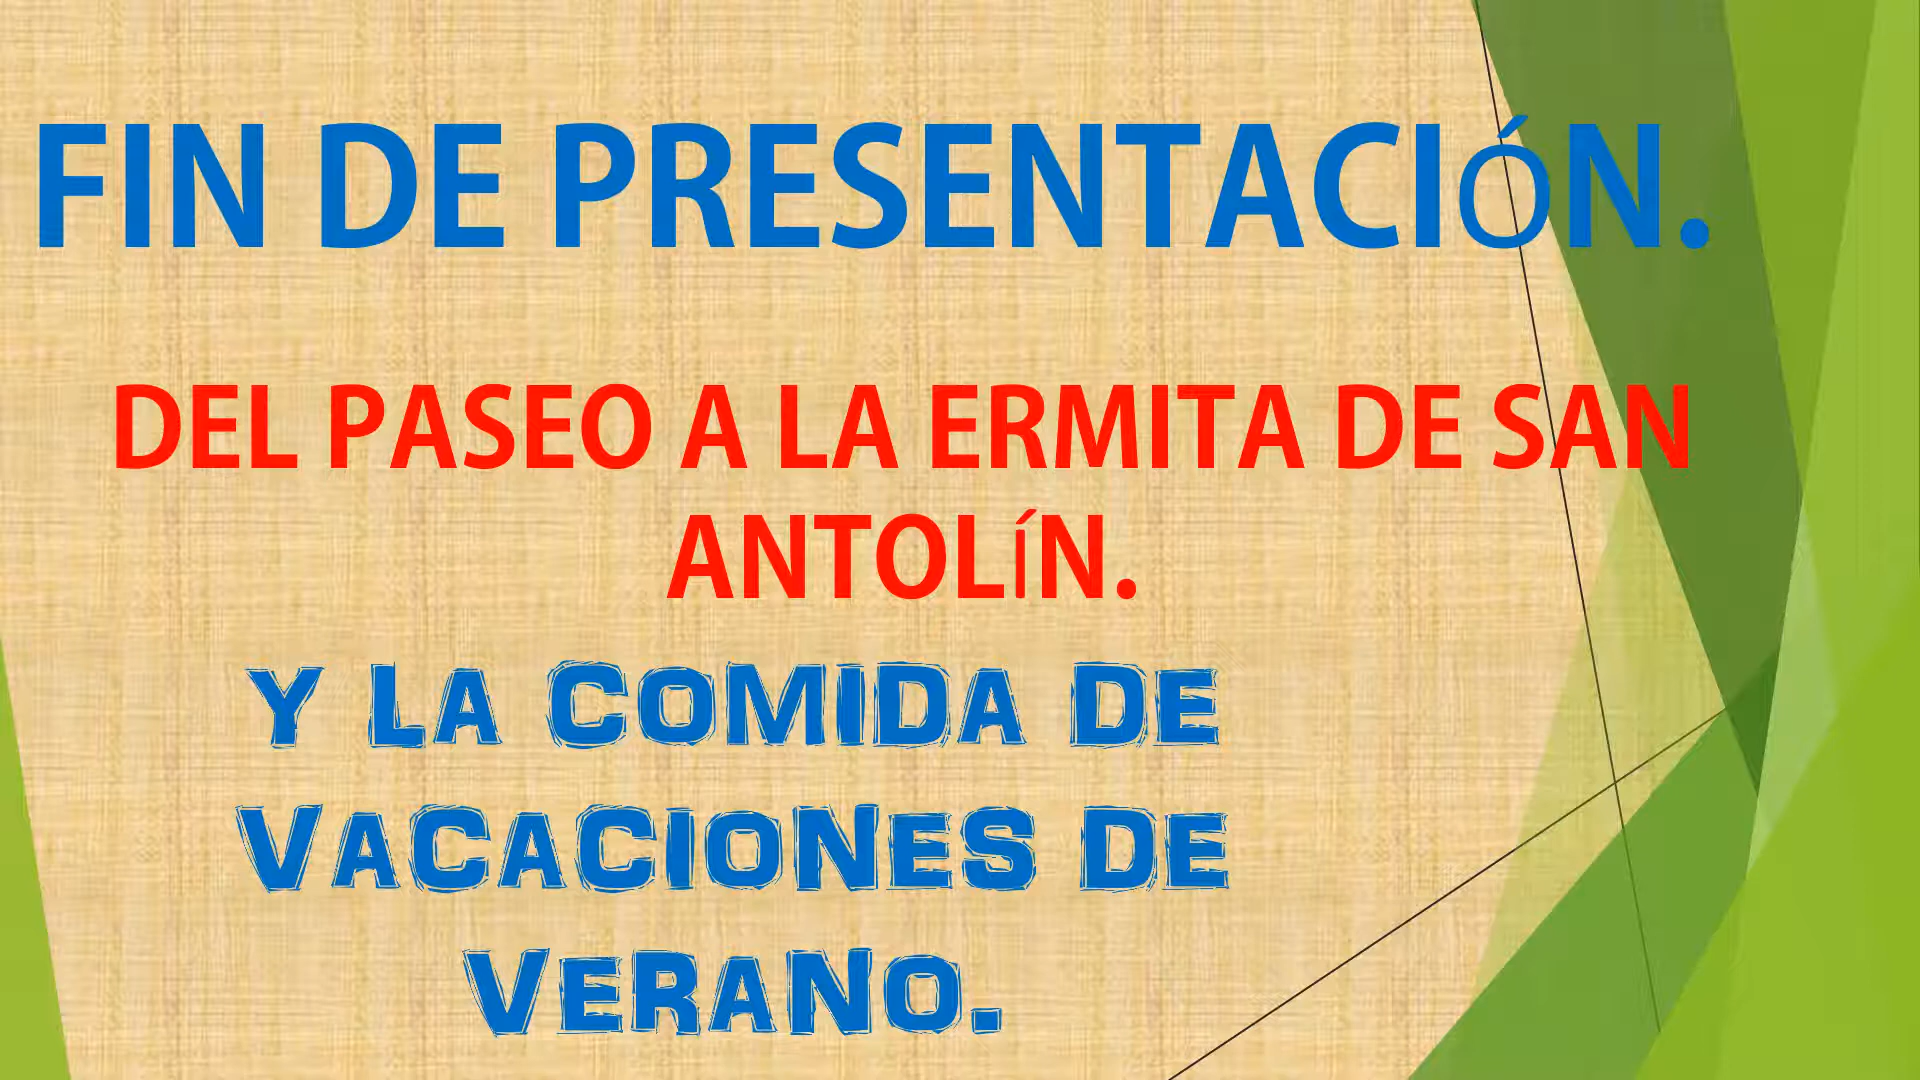 FIN DE PRESENTACIÓN.
DEL PASEO A LA ERMITA DE SAN
ANTOLÍN.
Y LA COMIDA DE
VACACIONES DE
VERANO.